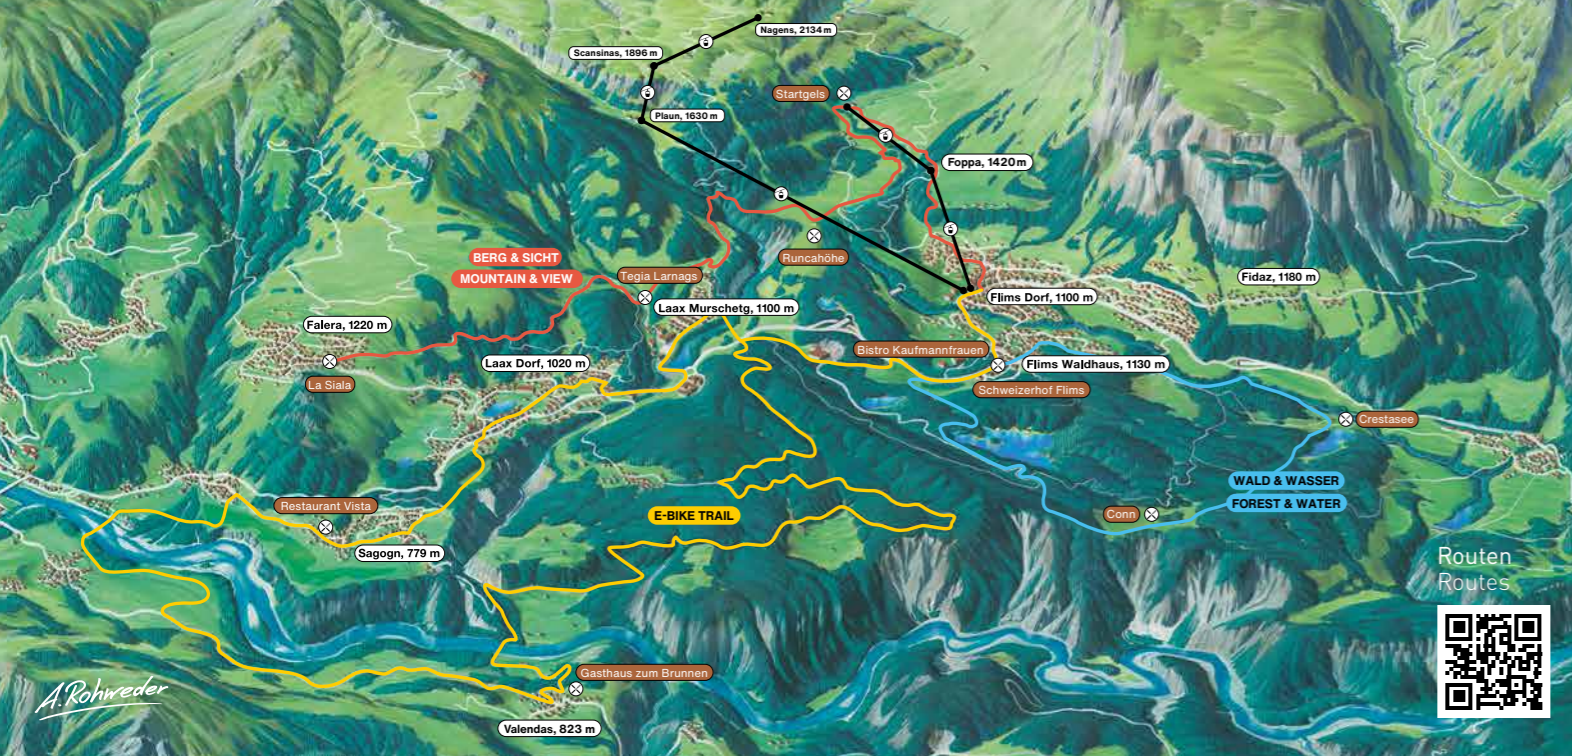 Nagens, 2134 m
Scansinas, 1896 m
Startgels
Plaun, 1630 m
Foppa, 1420 m
Runcahöhe
BERG & SICHT
MOUNTAIN & VIEW
Tegia Larnags
Fidaz, 1180 m
Flims Dorf, 1100 m
Laax Murschetg, 1100 m
Falera, 1220 m
Bistro Kaufmannfrauen
Laax Dorf, 1020 m
Flims Waldhaus, 1130 m
La Siala
Schweizerhof Flims
Crestasee
WALD & WASSER
FOREST & WATER
Restaurant Vista
E-BIKE TRAIL
Conn
Sagogn, 779 m
Routen
Routes
Gasthaus zum Brunnen
A. Rohweder
Valendas, 823 m